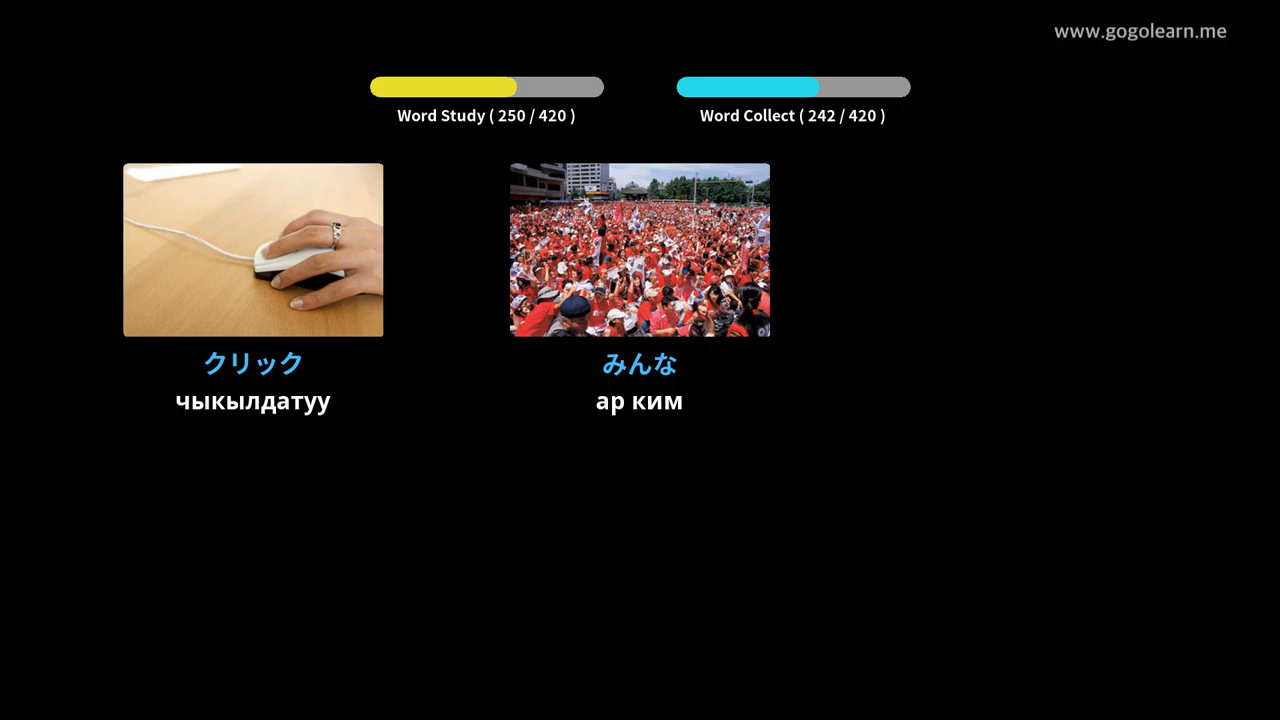 www.gogolearn.me
Word Study ( 250 / 420 )
Word Collect ( 242 / 420 )
クリック
чыкылдатуу
みんな
ар ким